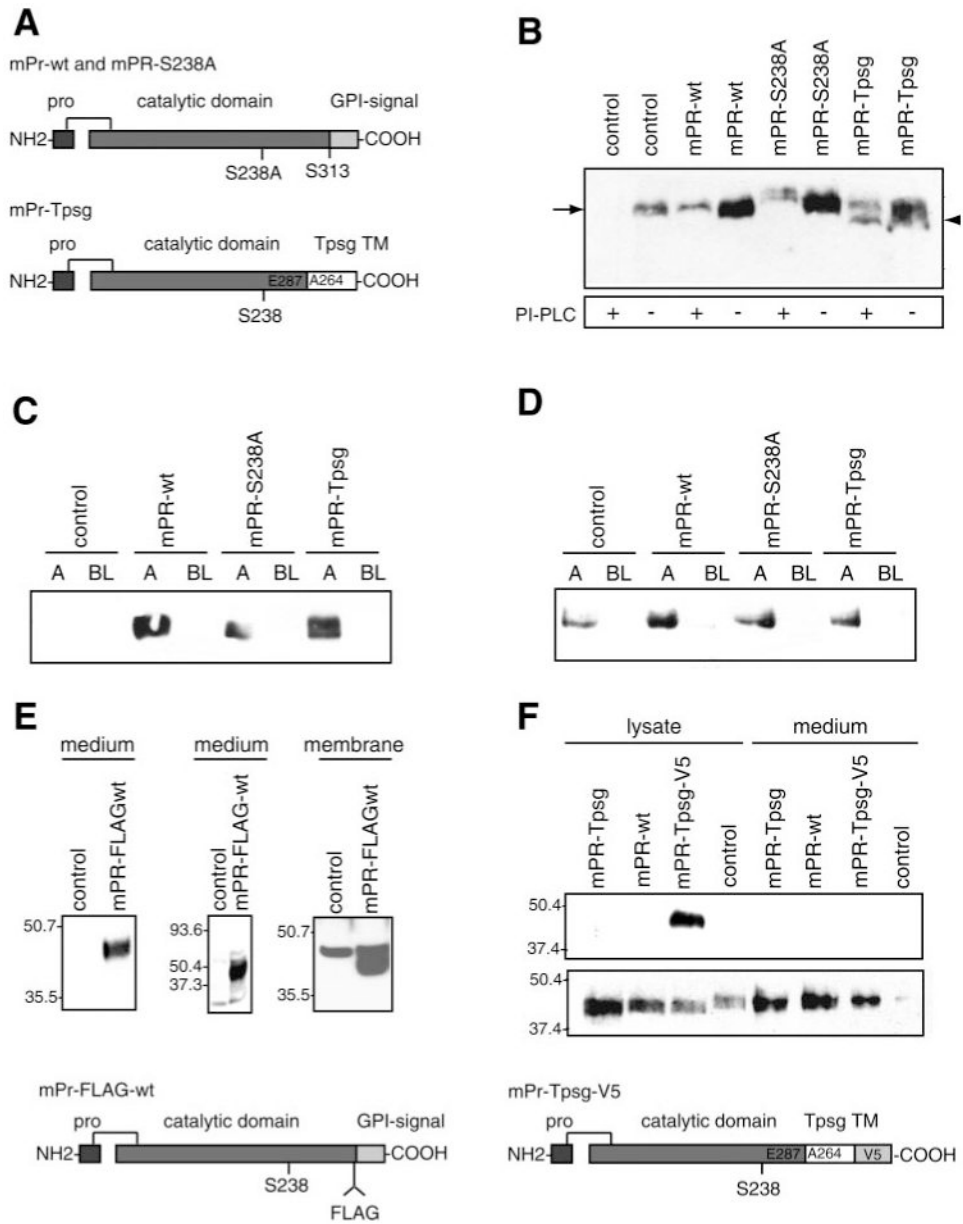 A
mPr-wt and mPR-S238A
pro catalytic domain GPI-signal
NH2- -COOH
S238A S313
mPr-Tpsg
pro catalytic domain Tpsg TM
NH2- E287 A264 -COOH
S238
B
control control mPR-wt mPR-wt mPR-S238A mPR-S238A mPR-Tpsg mPR-Tpsg
PI-PLC + - + - + - + -
C
control mPR-wt mPR-S238A mPR-Tpsg
A BL A BL A BL A BL
D
control mPR-wt mPR-S238A mPR-Tpsg
A BL A BL A BL A BL
E
medium medium membrane
control mPR-FLAGwt control mPR-FLAG-wt control mPR-FLAGwt
50.7-
35.5-
93.6-
50.4-
37.3-
50.7-
35.5-
mPr-FLAG-wt
pro catalytic domain GPI-signal
NH2- -COOH
S238
FLAG
F
lysate medium
mPR-Tpsg mPR-wt mPR-Tpsg-V5 control mPR-Tpsg mPR-wt mPR-Tpsg-V5 control
50.4-
37.4-
50.4-
37.4-
mPr-Tpsg-V5
pro catalytic domain Tpsg TM
NH2- E287 A264 V5 -COOH
S238